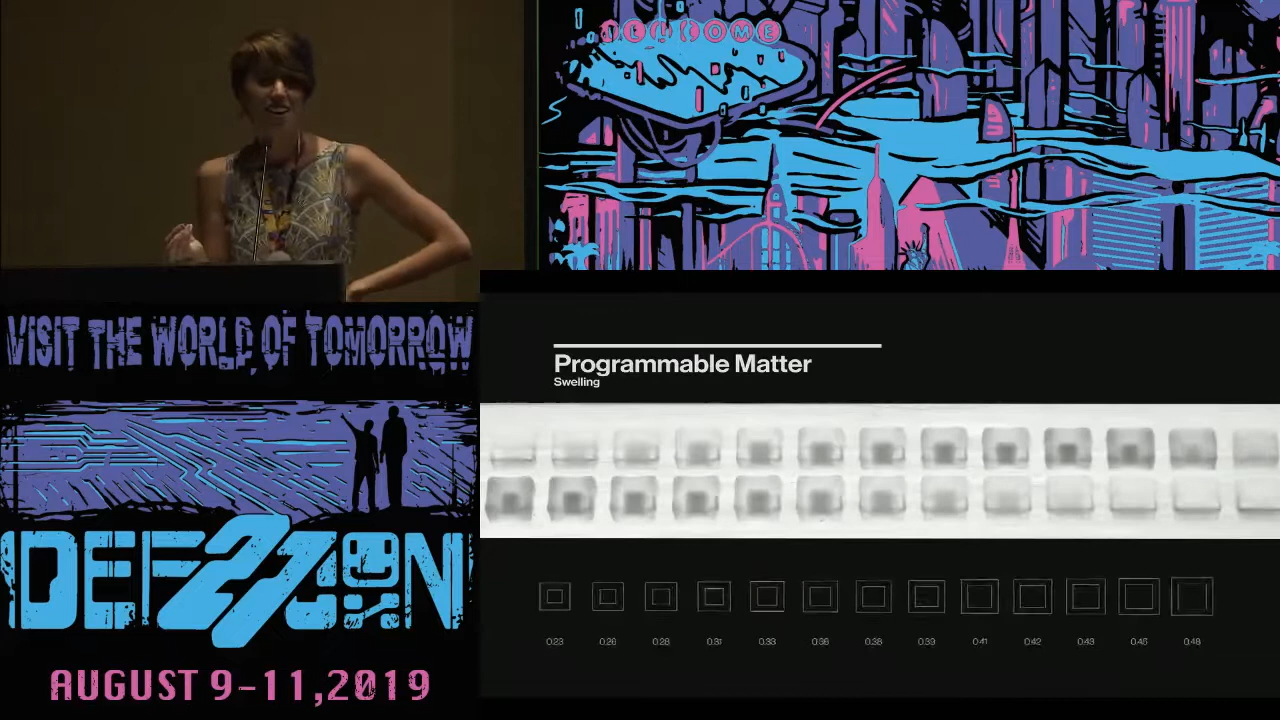 WELCOME
VISIT THE WORLD OF TOMORROW
DEF CON 27
AUGUST 9-11, 2019
Programmable Matter
Swelling
0.23 0.26 0.28 0.31 0.33 0.36 0.38 0.39 0.41 0.42 0.43 0.45 0.48